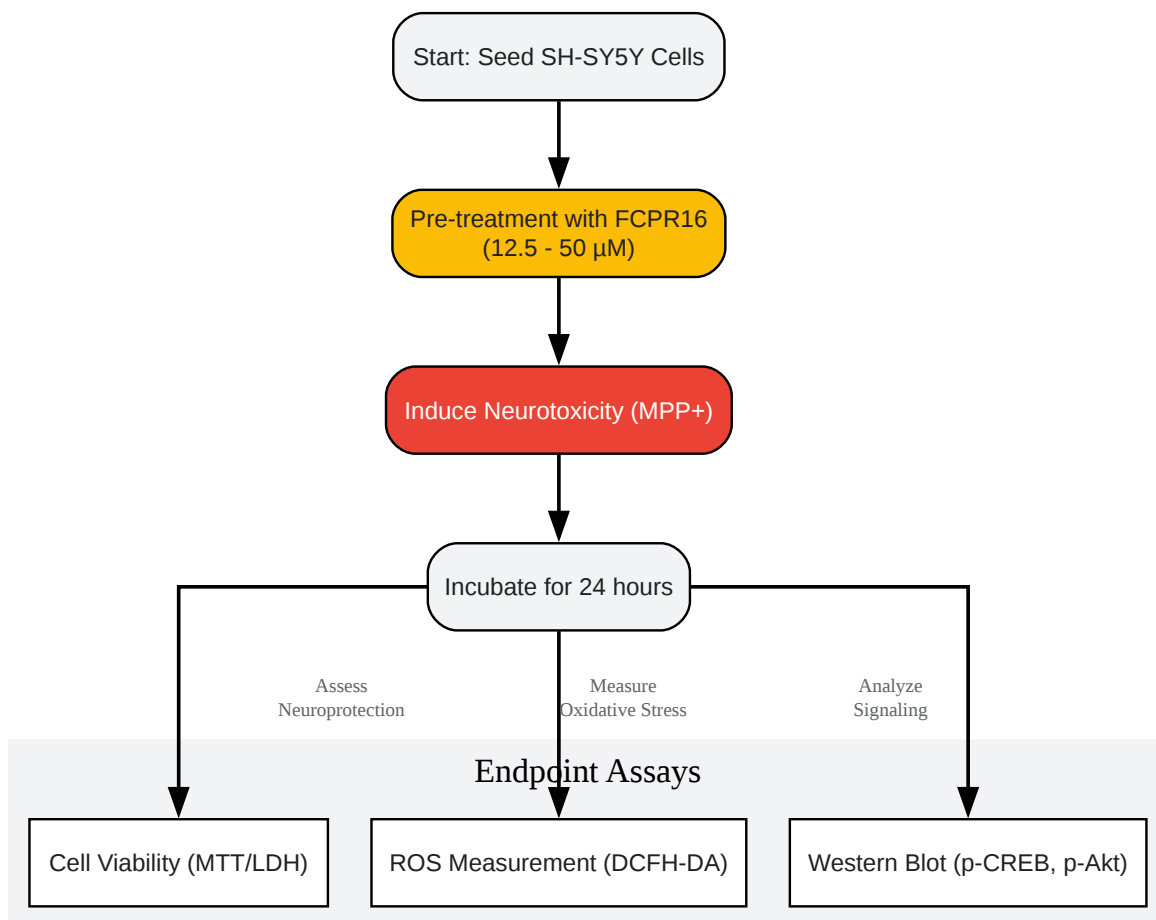 Start: Seed SH-SY5Y Cells
Pre-treatment with FCPR16
(12.5 - 50 µM)
Induce Neurotoxicity (MPP+)
Incubate for 24 hours
Assess
Neuroprotection
Measure
Oxidative Stress
Analyze
Signaling
Endpoint Assays
Cell Viability (MTT/LDH)
ROS Measurement (DCFH-DA)
Western Blot (p-CREB, p-Akt)